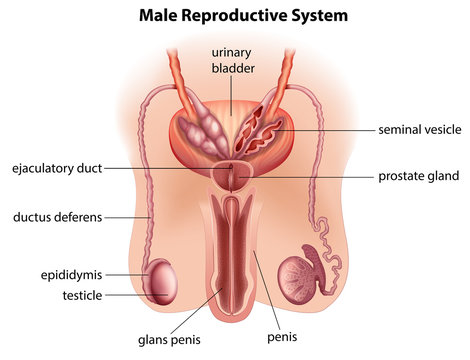 Male Reproductive System
urinary
bladder
seminal vesicle
ejaculatory duct
prostate gland
ductus deferens
epididymis
testicle
glans penis
penis